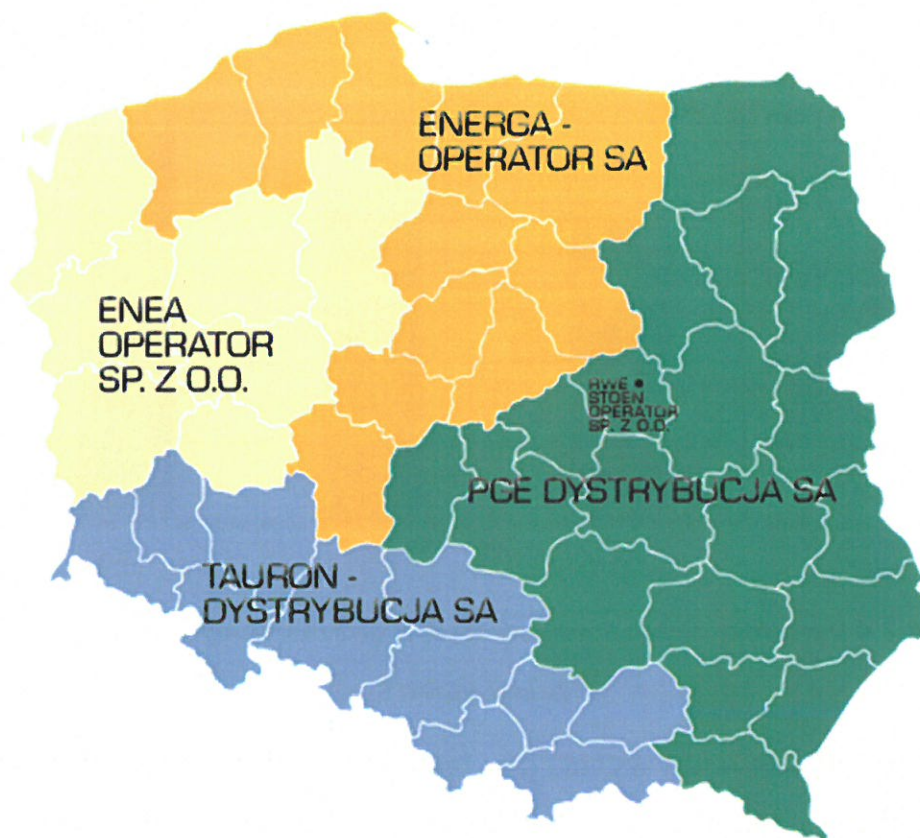 ENERGA -
OPERATOR SA
ENEA
OPERATOR
SP. Z O.O.
RWE •
STOEN
OPERATOR
SP. Z O.O.
PGE DYSTRYBUCJA SA
TAURON -
DYSTRYBUCJA SA